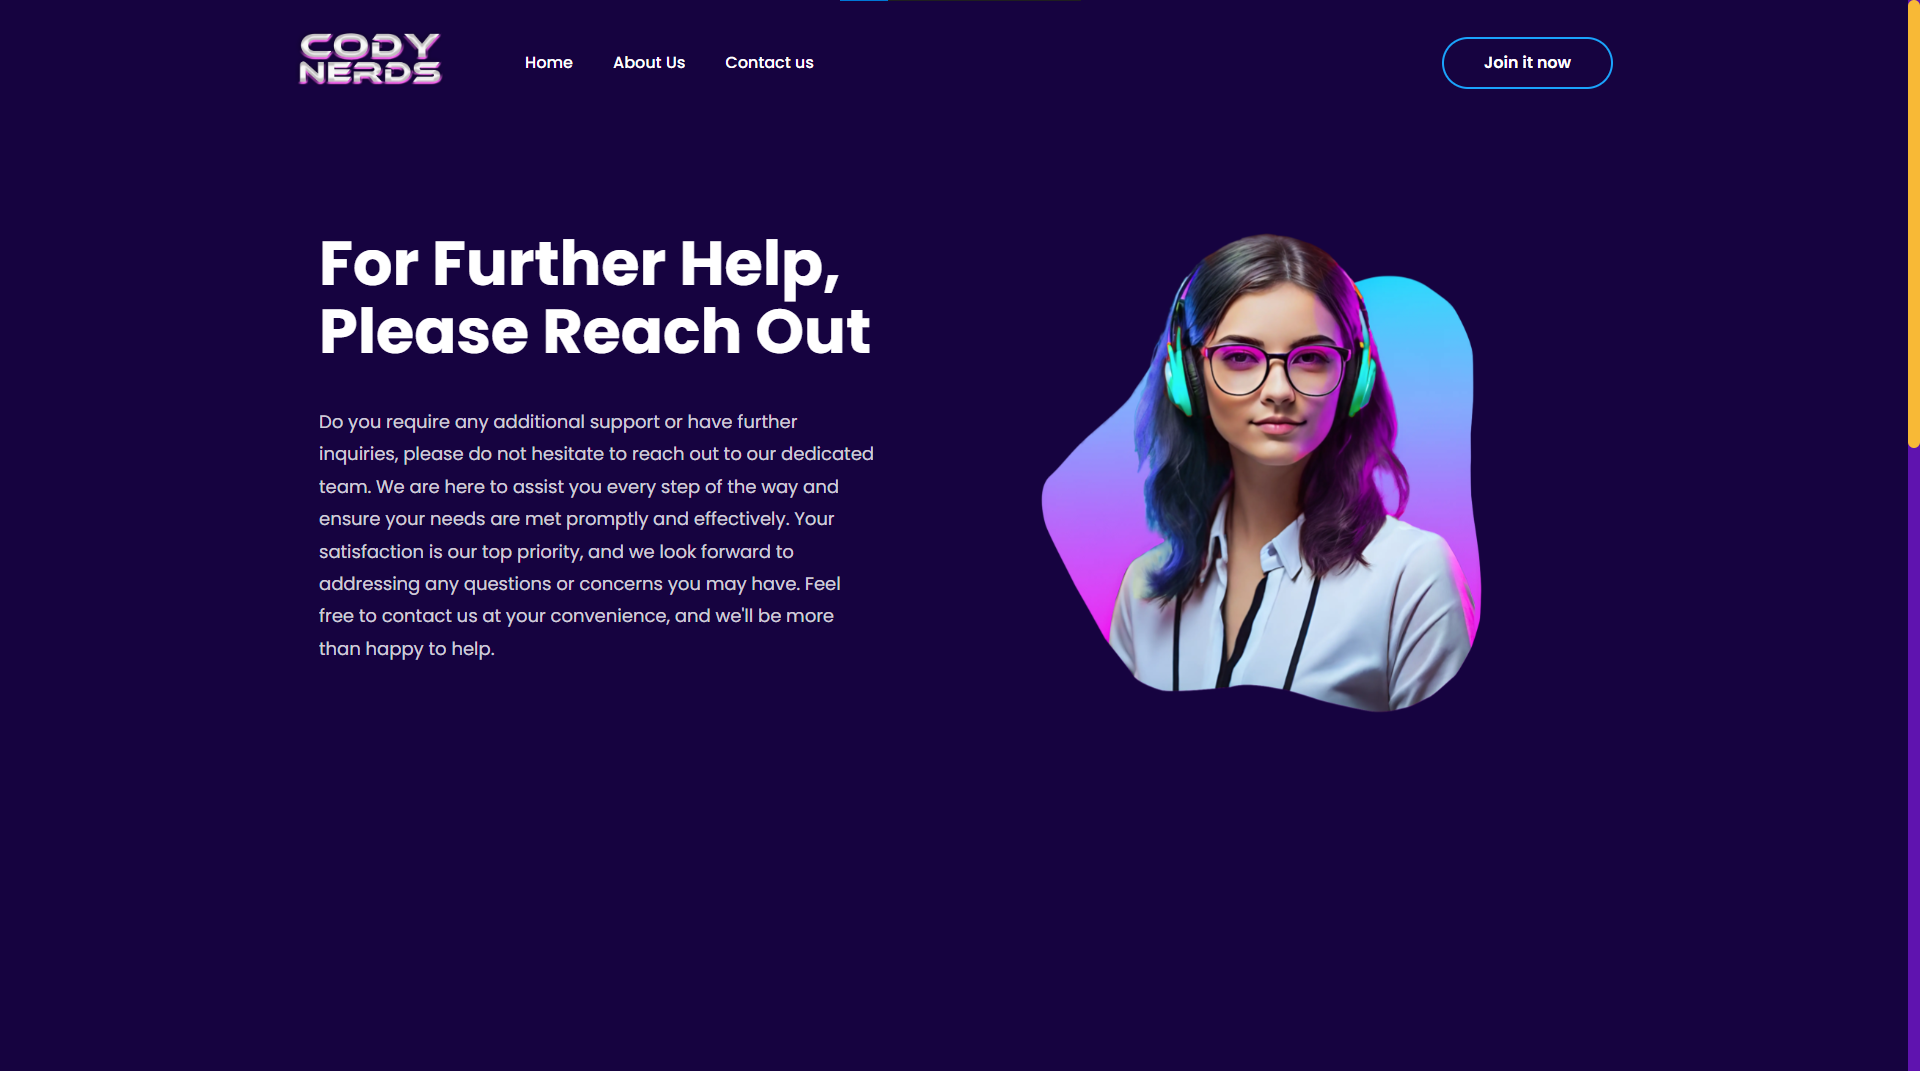 CODY
NERDS
Home
About Us
Contact us
Join it now
For Further Help,
Please Reach Out
Do you require any additional support or have further
inquiries, please do not hesitate to reach out to our dedicated
team. We are here to assist you every step of the way and
ensure your needs are met promptly and effectively. Your
satisfaction is our top priority, and we look forward to
addressing any questions or concerns you may have. Feel
free to contact us at your convenience, and we'll be more
than happy to help.